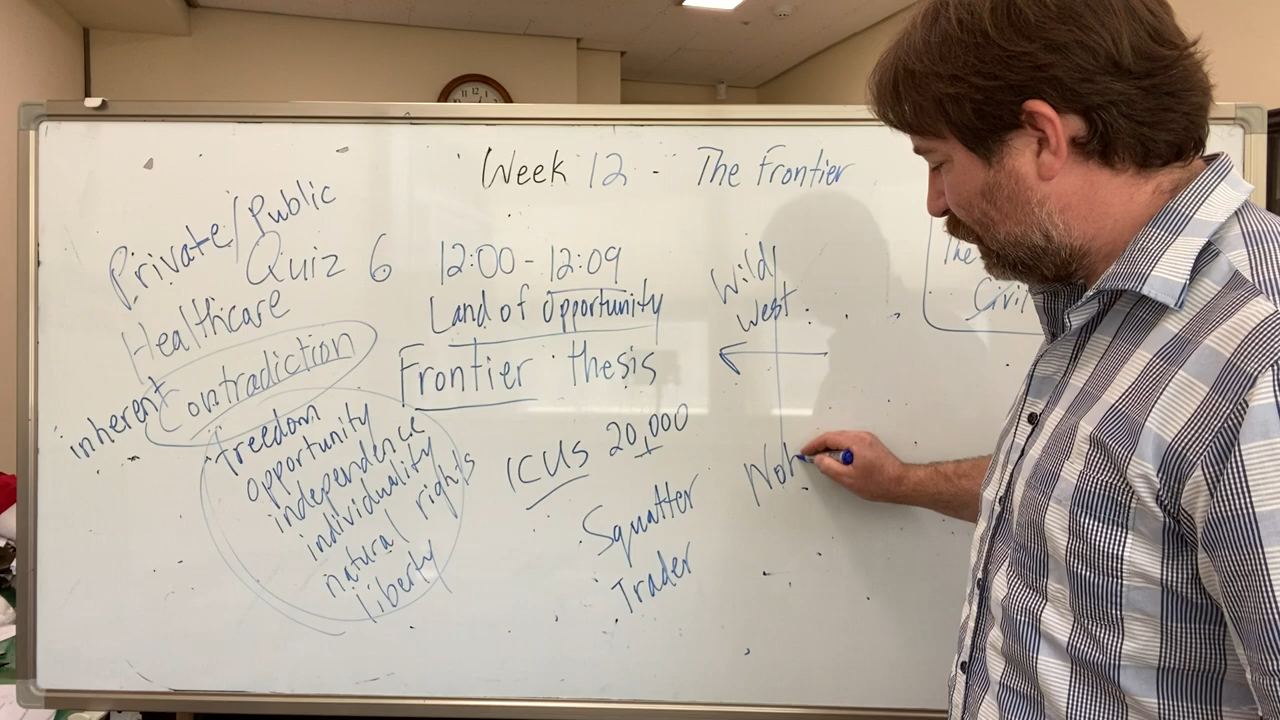 Week 12 - The Frontier
Private/Public
Quiz 6
12:00 - 12:09
Healthcare
Land of Opportunity
inherent Contradiction
Frontier thesis
freedom
opportunity
independence
individuality
natural rights
liberty
ICUs 20,000
Squatter
Trader
Wild
West
The
Civil